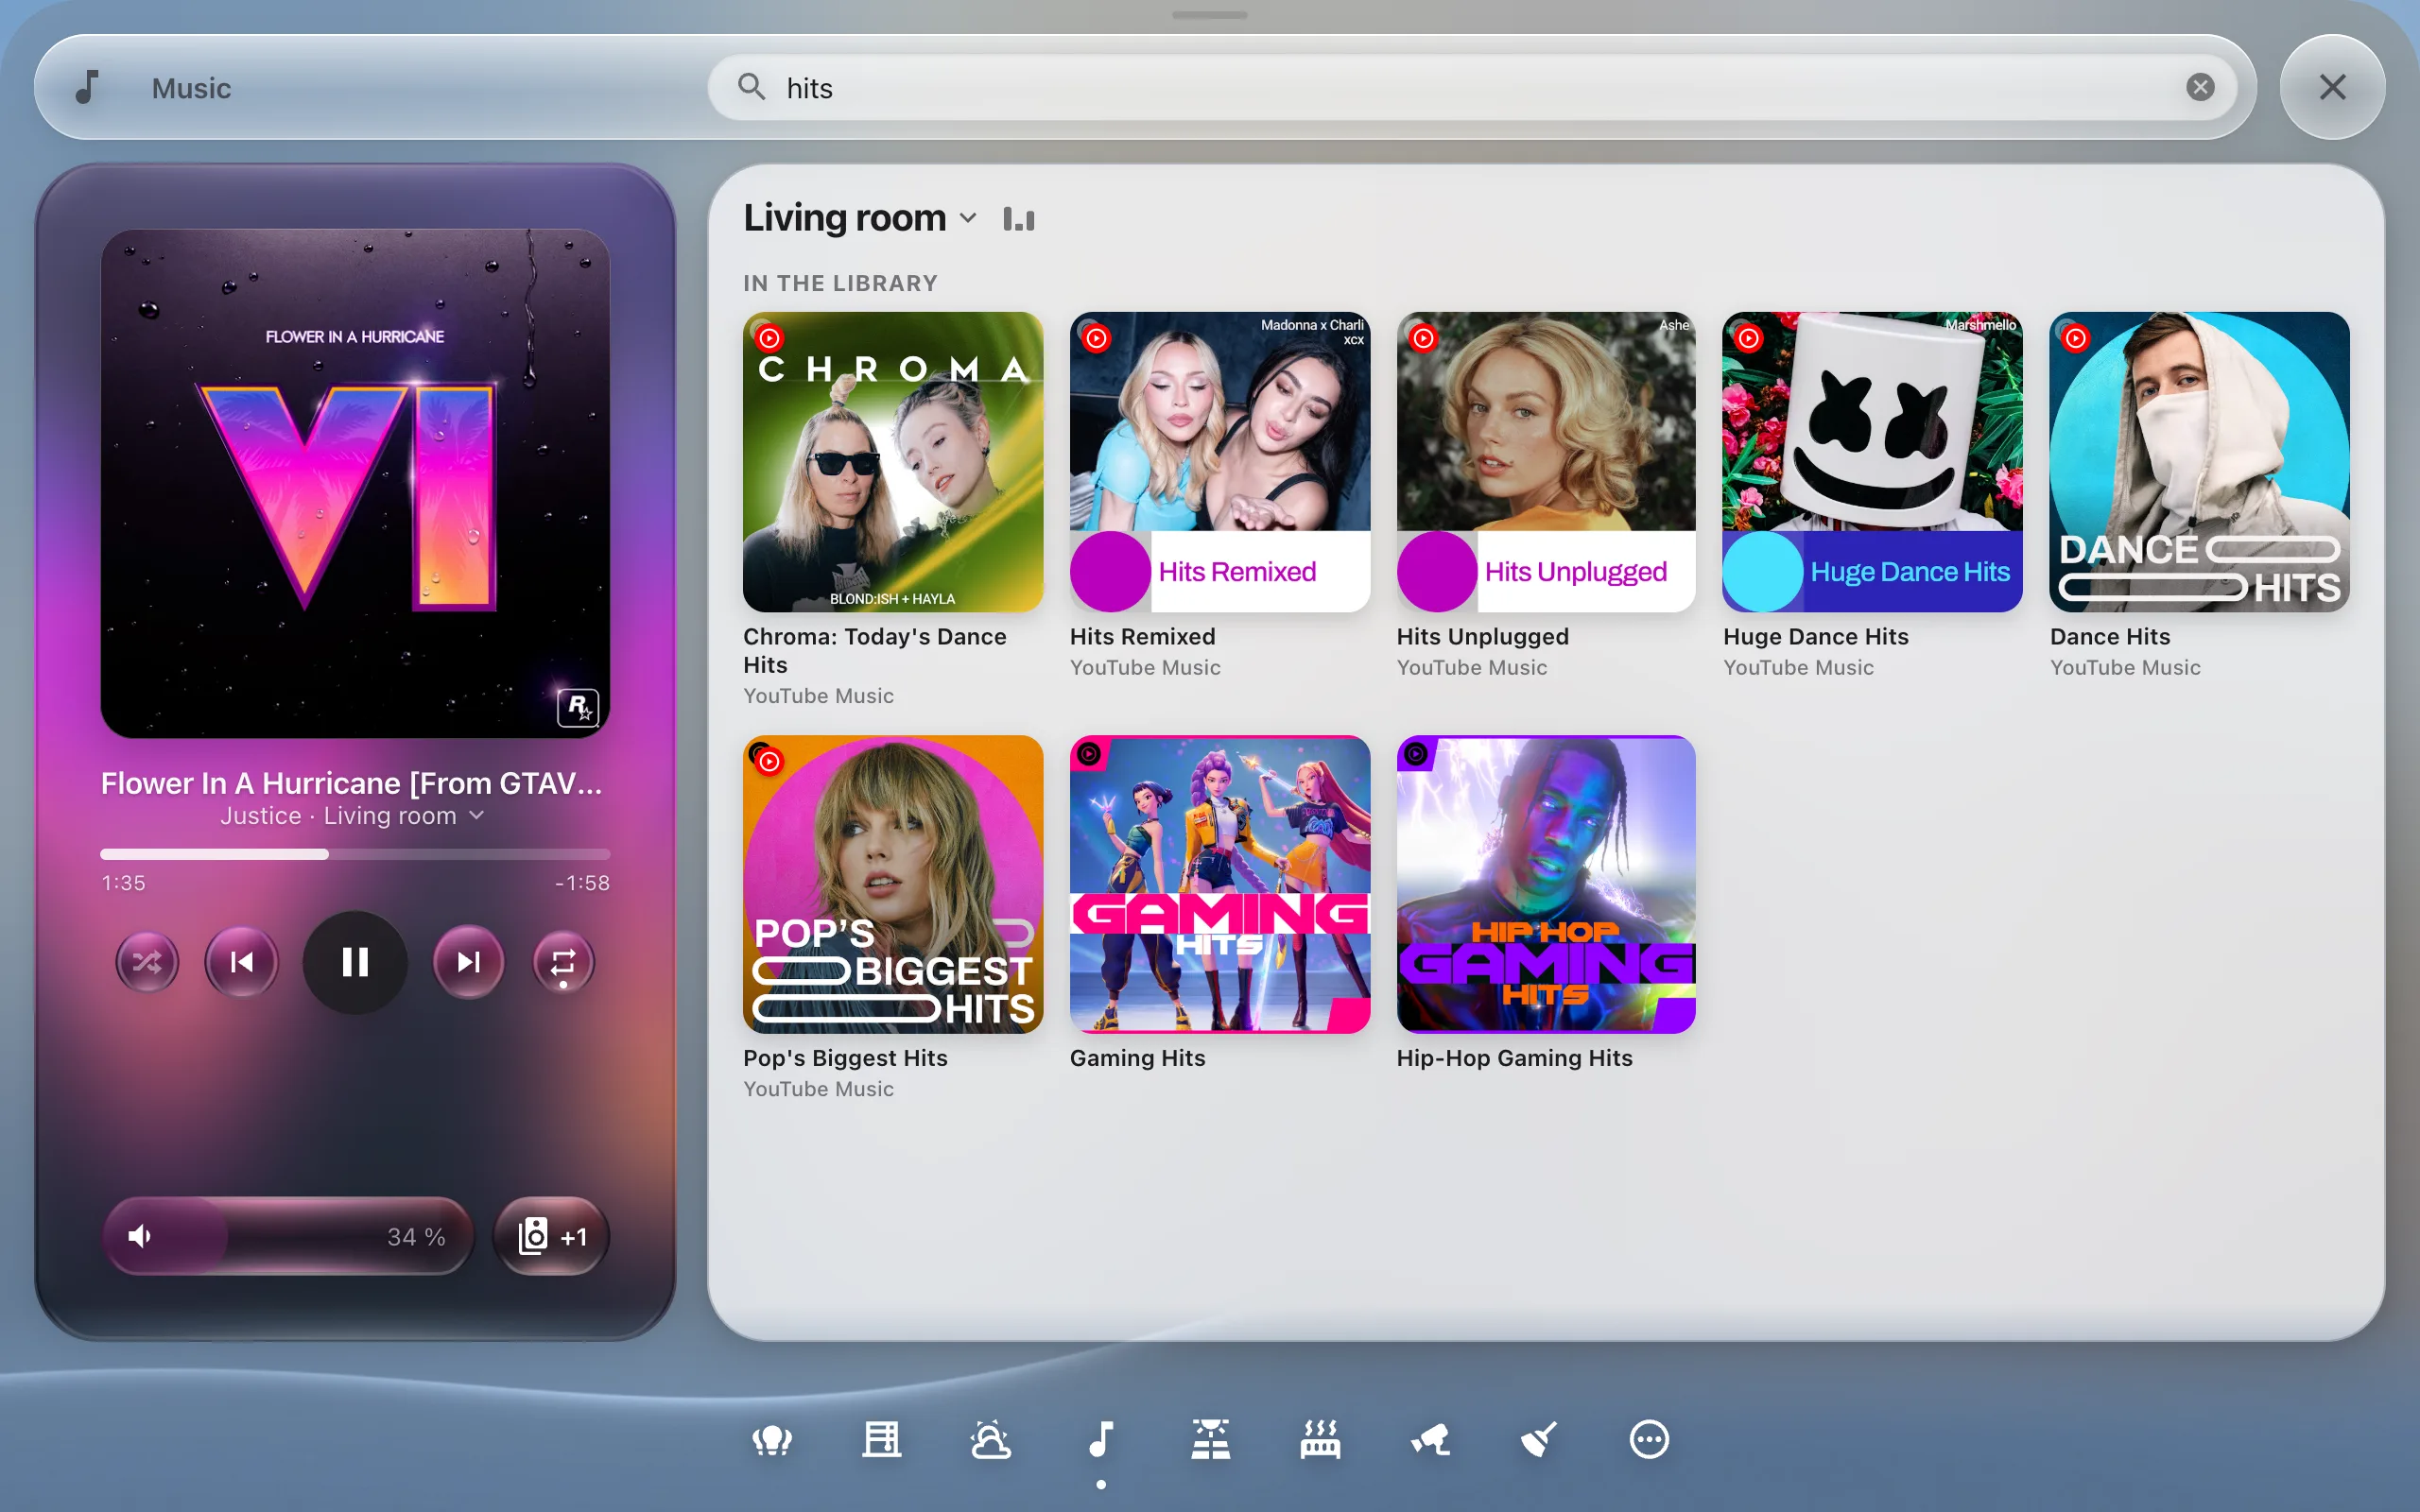 Music
hits
FLOWER IN A HURRICANE
VI
R
Flower In A Hurricane [From GTAV...
Justice · Living room
1:35
-1:58
34 %
+1
Living room
IN THE LIBRARY
CHROMA
BLOND:ISH + HAYLA
Chroma: Today's Dance
Hits
YouTube Music
Madonna x Charli
xcx
Hits Remixed
Hits Remixed
YouTube Music
Ashe
Hits Unplugged
Hits Unplugged
YouTube Music
Marshmello
Huge Dance Hits
Huge Dance Hits
YouTube Music
DANCE
HITS
Dance Hits
YouTube Music
POP'S
BIGGEST
HITS
Pop's Biggest Hits
YouTube Music
GAMING
HITS
Gaming Hits
HIP HOP
GAMING
HITS
Hip-Hop Gaming Hits